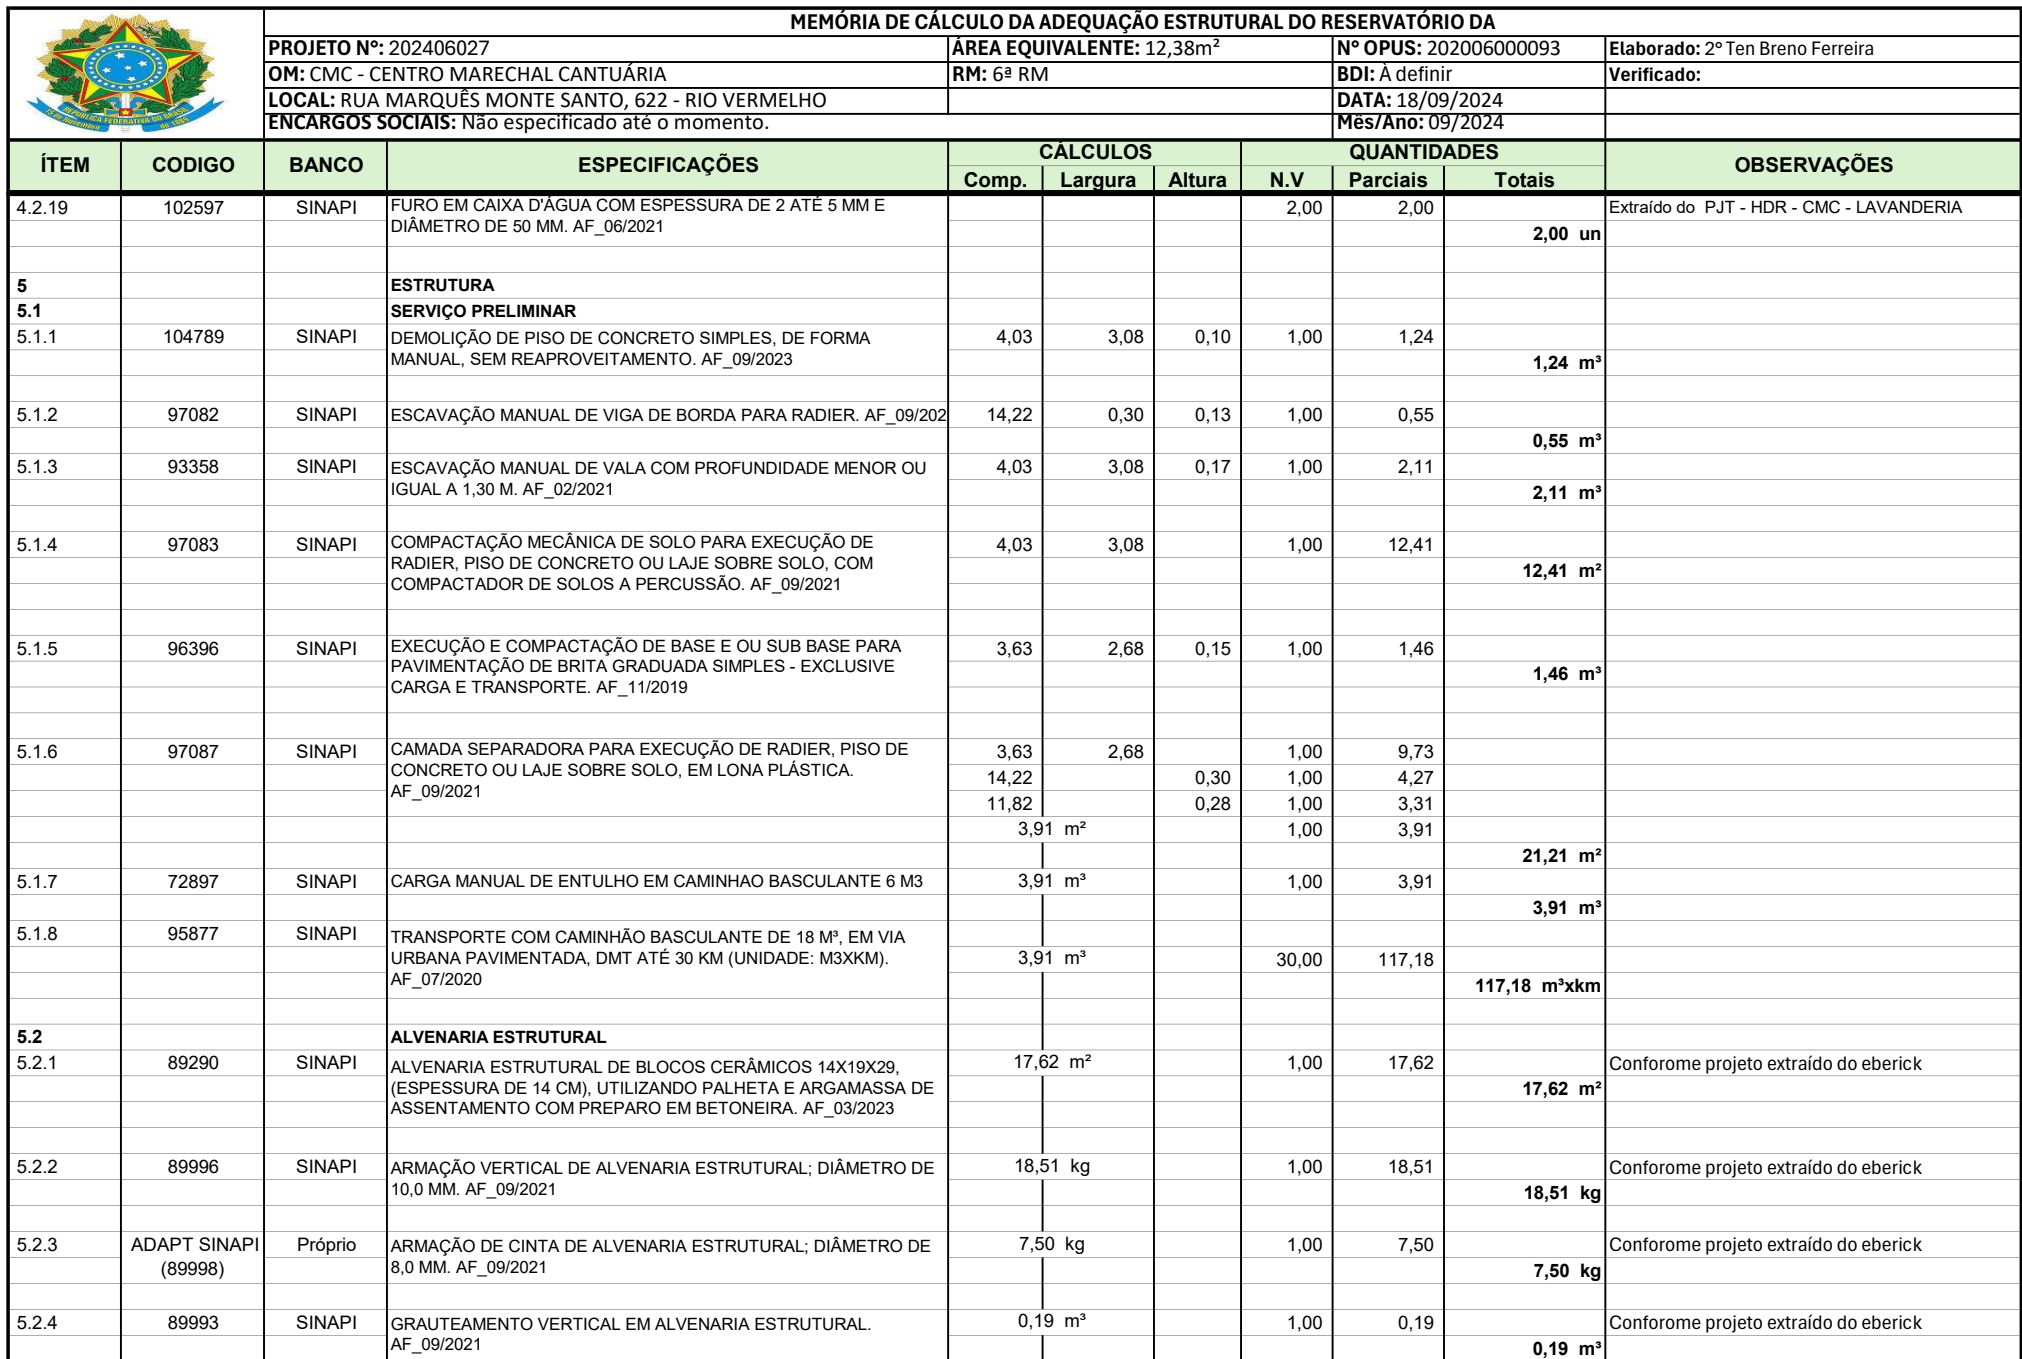 MEMÓRIA DE CÁLCULO DA ADEQUAÇÃO ESTRUTURAL DO RESERVATÓRIO DA
PROJETO Nº: 202406027 ÁREA EQUIVALENTE: 12,38m² N° OPUS: 202006000093 Elaborado: 2° Ten Breno Ferreira
OM: CMC - CENTRO MARECHAL CANTUÁRIA RM: 6ª RM BDI: À definir Verificado:
LOCAL: RUA MARQUÊS MONTE SANTO, 622 - RIO VERMELHO DATA: 18/09/2024
ENCARGOS SOCIAIS: Não especificado até o momento. Mês/Ano: 09/2024
REPÚBLICA FEDERATIVA DO BRASIL
15 de Novembro de 1889
ÍTEM CODIGO BANCO ESPECIFICAÇÕES CÁLCULOS QUANTIDADES OBSERVAÇÕES
Comp. Largura Altura N.V Parciais Totais
4.2.19 102597 SINAPI FURO EM CAIXA D'ÁGUA COM ESPESSURA DE 2 ATÉ 5 MM E 2,00 2,00 Extraído do PJT - HDR - CMC - LAVANDERIA
DIÂMETRO DE 50 MM. AF_06/2021 2,00 un
5 ESTRUTURA
5.1 SERVIÇO PRELIMINAR
5.1.1 104789 SINAPI DEMOLIÇÃO DE PISO DE CONCRETO SIMPLES, DE FORMA 4,03 3,08 0,10 1,00 1,24
MANUAL, SEM REAPROVEITAMENTO. AF_09/2023 1,24 m³
5.1.2 97082 SINAPI ESCAVAÇÃO MANUAL DE VIGA DE BORDA PARA RADIER. AF_09/202 14,22 0,30 0,13 1,00 0,55
0,55 m³
5.1.3 93358 SINAPI ESCAVAÇÃO MANUAL DE VALA COM PROFUNDIDADE MENOR OU 4,03 3,08 0,17 1,00 2,11
IGUAL A 1,30 M. AF_02/2021 2,11 m³
5.1.4 97083 SINAPI COMPACTAÇÃO MECÂNICA DE SOLO PARA EXECUÇÃO DE 4,03 3,08 1,00 12,41
RADIER, PISO DE CONCRETO OU LAJE SOBRE SOLO, COM 12,41 m²
COMPACTADOR DE SOLOS A PERCUSSÃO. AF_09/2021
5.1.5 96396 SINAPI EXECUÇÃO E COMPACTAÇÃO DE BASE E OU SUB BASE PARA 3,63 2,68 0,15 1,00 1,46
PAVIMENTAÇÃO DE BRITA GRADUADA SIMPLES - EXCLUSIVE 1,46 m³
CARGA E TRANSPORTE. AF_11/2019
5.1.6 97087 SINAPI CAMADA SEPARADORA PARA EXECUÇÃO DE RADIER, PISO DE 3,63 2,68 1,00 9,73
CONCRETO OU LAJE SOBRE SOLO, EM LONA PLÁSTICA. 14,22 0,30 1,00 4,27
AF_09/2021 11,82 0,28 1,00 3,31
3,91 m² 1,00 3,91
21,21 m²
5.1.7 72897 SINAPI CARGA MANUAL DE ENTULHO EM CAMINHAO BASCULANTE 6 M3 3,91 m³ 1,00 3,91
3,91 m³
5.1.8 95877 SINAPI TRANSPORTE COM CAMINHÃO BASCULANTE DE 18 M³, EM VIA
URBANA PAVIMENTADA, DMT ATÉ 30 KM (UNIDADE: M3XKM). 3,91 m³ 30,00 117,18
AF_07/2020 117,18 m³xkm
5.2 ALVENARIA ESTRUTURAL
5.2.1 89290 SINAPI ALVENARIA ESTRUTURAL DE BLOCOS CERÂMICOS 14X19X29, 17,62 m² 1,00 17,62 Conforome projeto extraído do eberick
(ESPESSURA DE 14 CM), UTILIZANDO PALHETA E ARGAMASSA DE 17,62 m²
ASSENTAMENTO COM PREPARO EM BETONEIRA. AF_03/2023
5.2.2 89996 SINAPI ARMAÇÃO VERTICAL DE ALVENARIA ESTRUTURAL; DIÂMETRO DE 18,51 kg 1,00 18,51 Conforome projeto extraído do eberick
10,0 MM. AF_09/2021 18,51 kg
5.2.3 ADAPT SINAPI Próprio ARMAÇÃO DE CINTA DE ALVENARIA ESTRUTURAL; DIÂMETRO DE 7,50 kg 1,00 7,50 Conforome projeto extraído do eberick
(89998) 8,0 MM. AF_09/2021 7,50 kg
5.2.4 89993 SINAPI GRAUTEAMENTO VERTICAL EM ALVENARIA ESTRUTURAL. 0,19 m³ 1,00 0,19 Conforome projeto extraído do eberick
AF_09/2021 0,19 m³